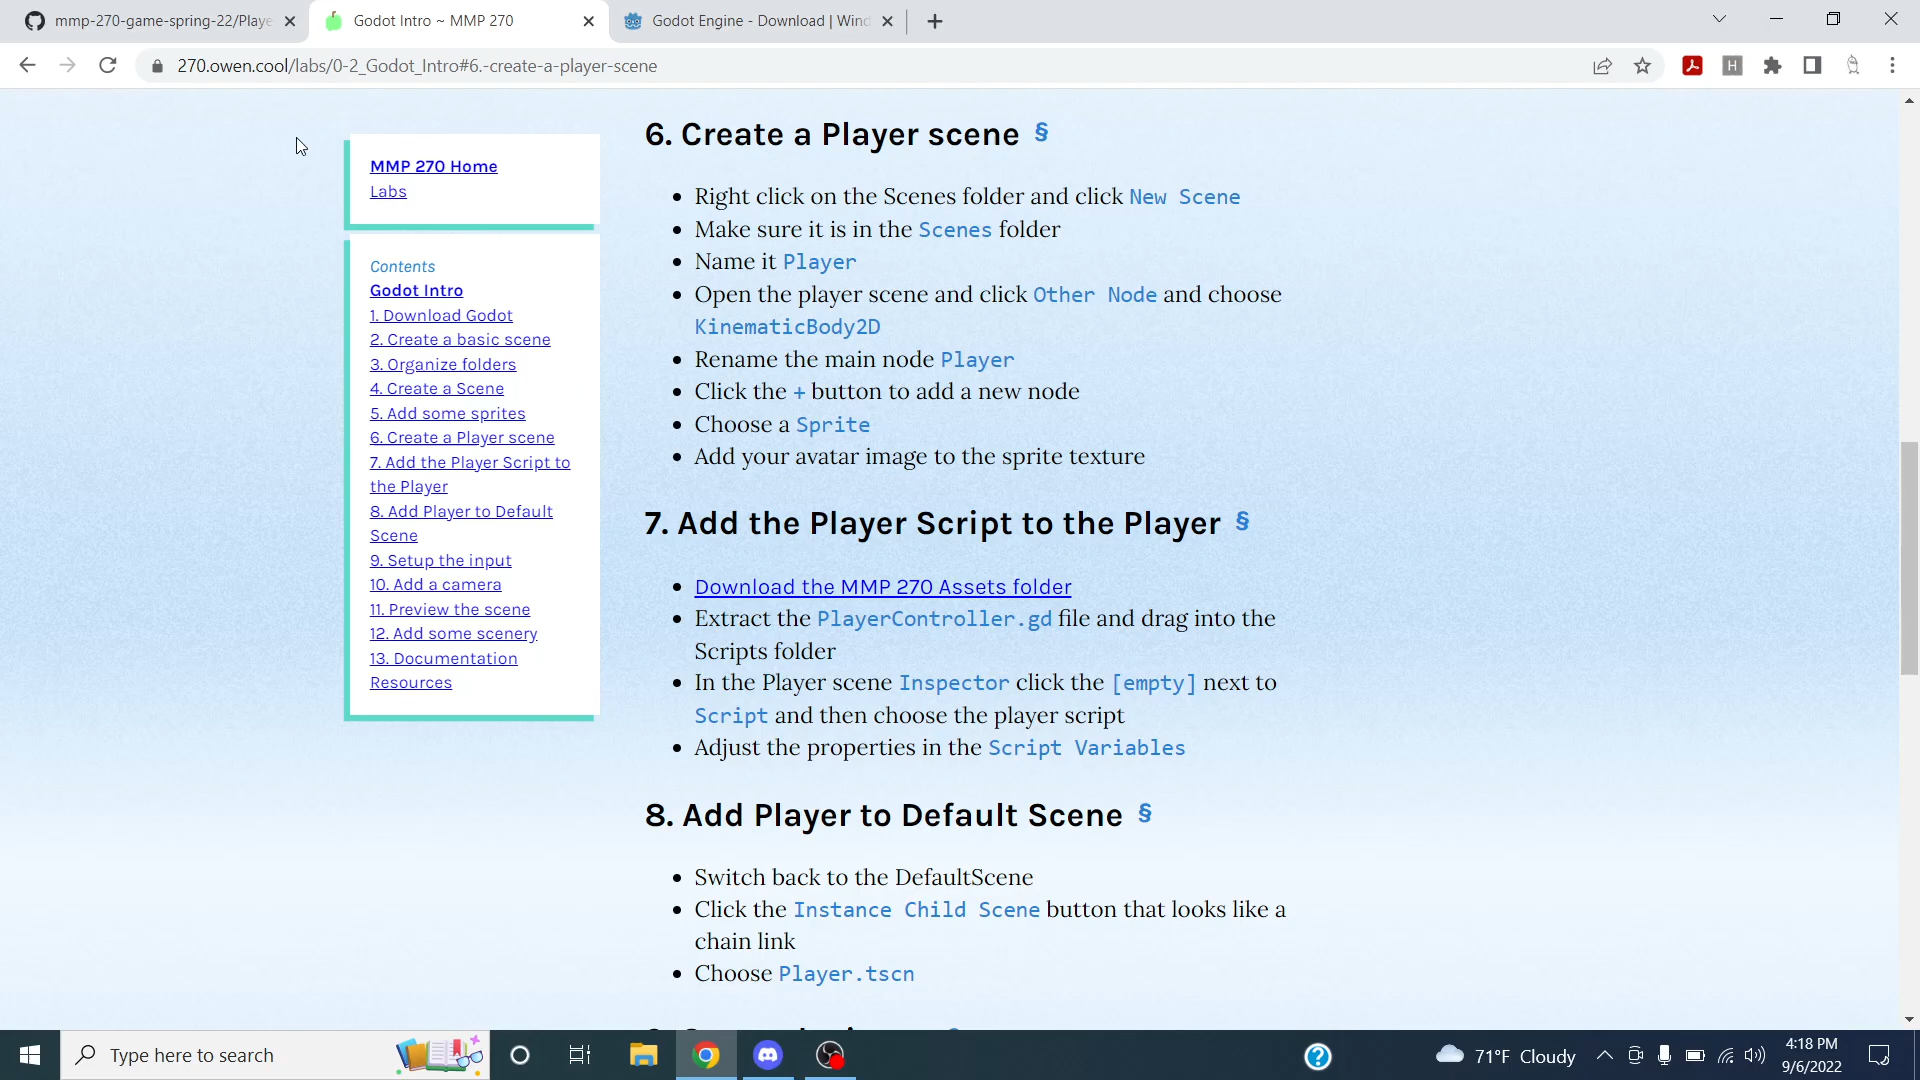 mmp-270-game-spring-22/Playe
Godot Intro ~ MMP 270
Godot Engine - Download | Wind
270.owen.cool/labs/0-2_Godot_Intro#6.-create-a-player-scene
MMP 270 Home
Labs
Contents
Godot Intro
1. Download Godot
2. Create a basic scene
3. Organize folders
4. Create a Scene
5. Add some sprites
6. Create a Player scene
7. Add the Player Script to
the Player
8. Add Player to Default
Scene
9. Setup the input
10. Add a camera
11. Preview the scene
12. Add some scenery
13. Documentation
Resources
6. Create a Player scene §
• Right click on the Scenes folder and click New Scene
• Make sure it is in the Scenes folder
• Name it Player
• Open the player scene and click Other Node and choose
KinematicBody2D
• Rename the main node Player
• Click the + button to add a new node
• Choose a Sprite
• Add your avatar image to the sprite texture
7. Add the Player Script to the Player §
• Download the MMP 270 Assets folder
• Extract the PlayerController.gd file and drag into the
Scripts folder
• In the Player scene Inspector click the [empty] next to
Script and then choose the player script
• Adjust the properties in the Script Variables
8. Add Player to Default Scene §
• Switch back to the DefaultScene
• Click the Instance Child Scene button that looks like a
chain link
• Choose Player.tscn
Type here to search
71°F Cloudy
4:18 PM
9/6/2022